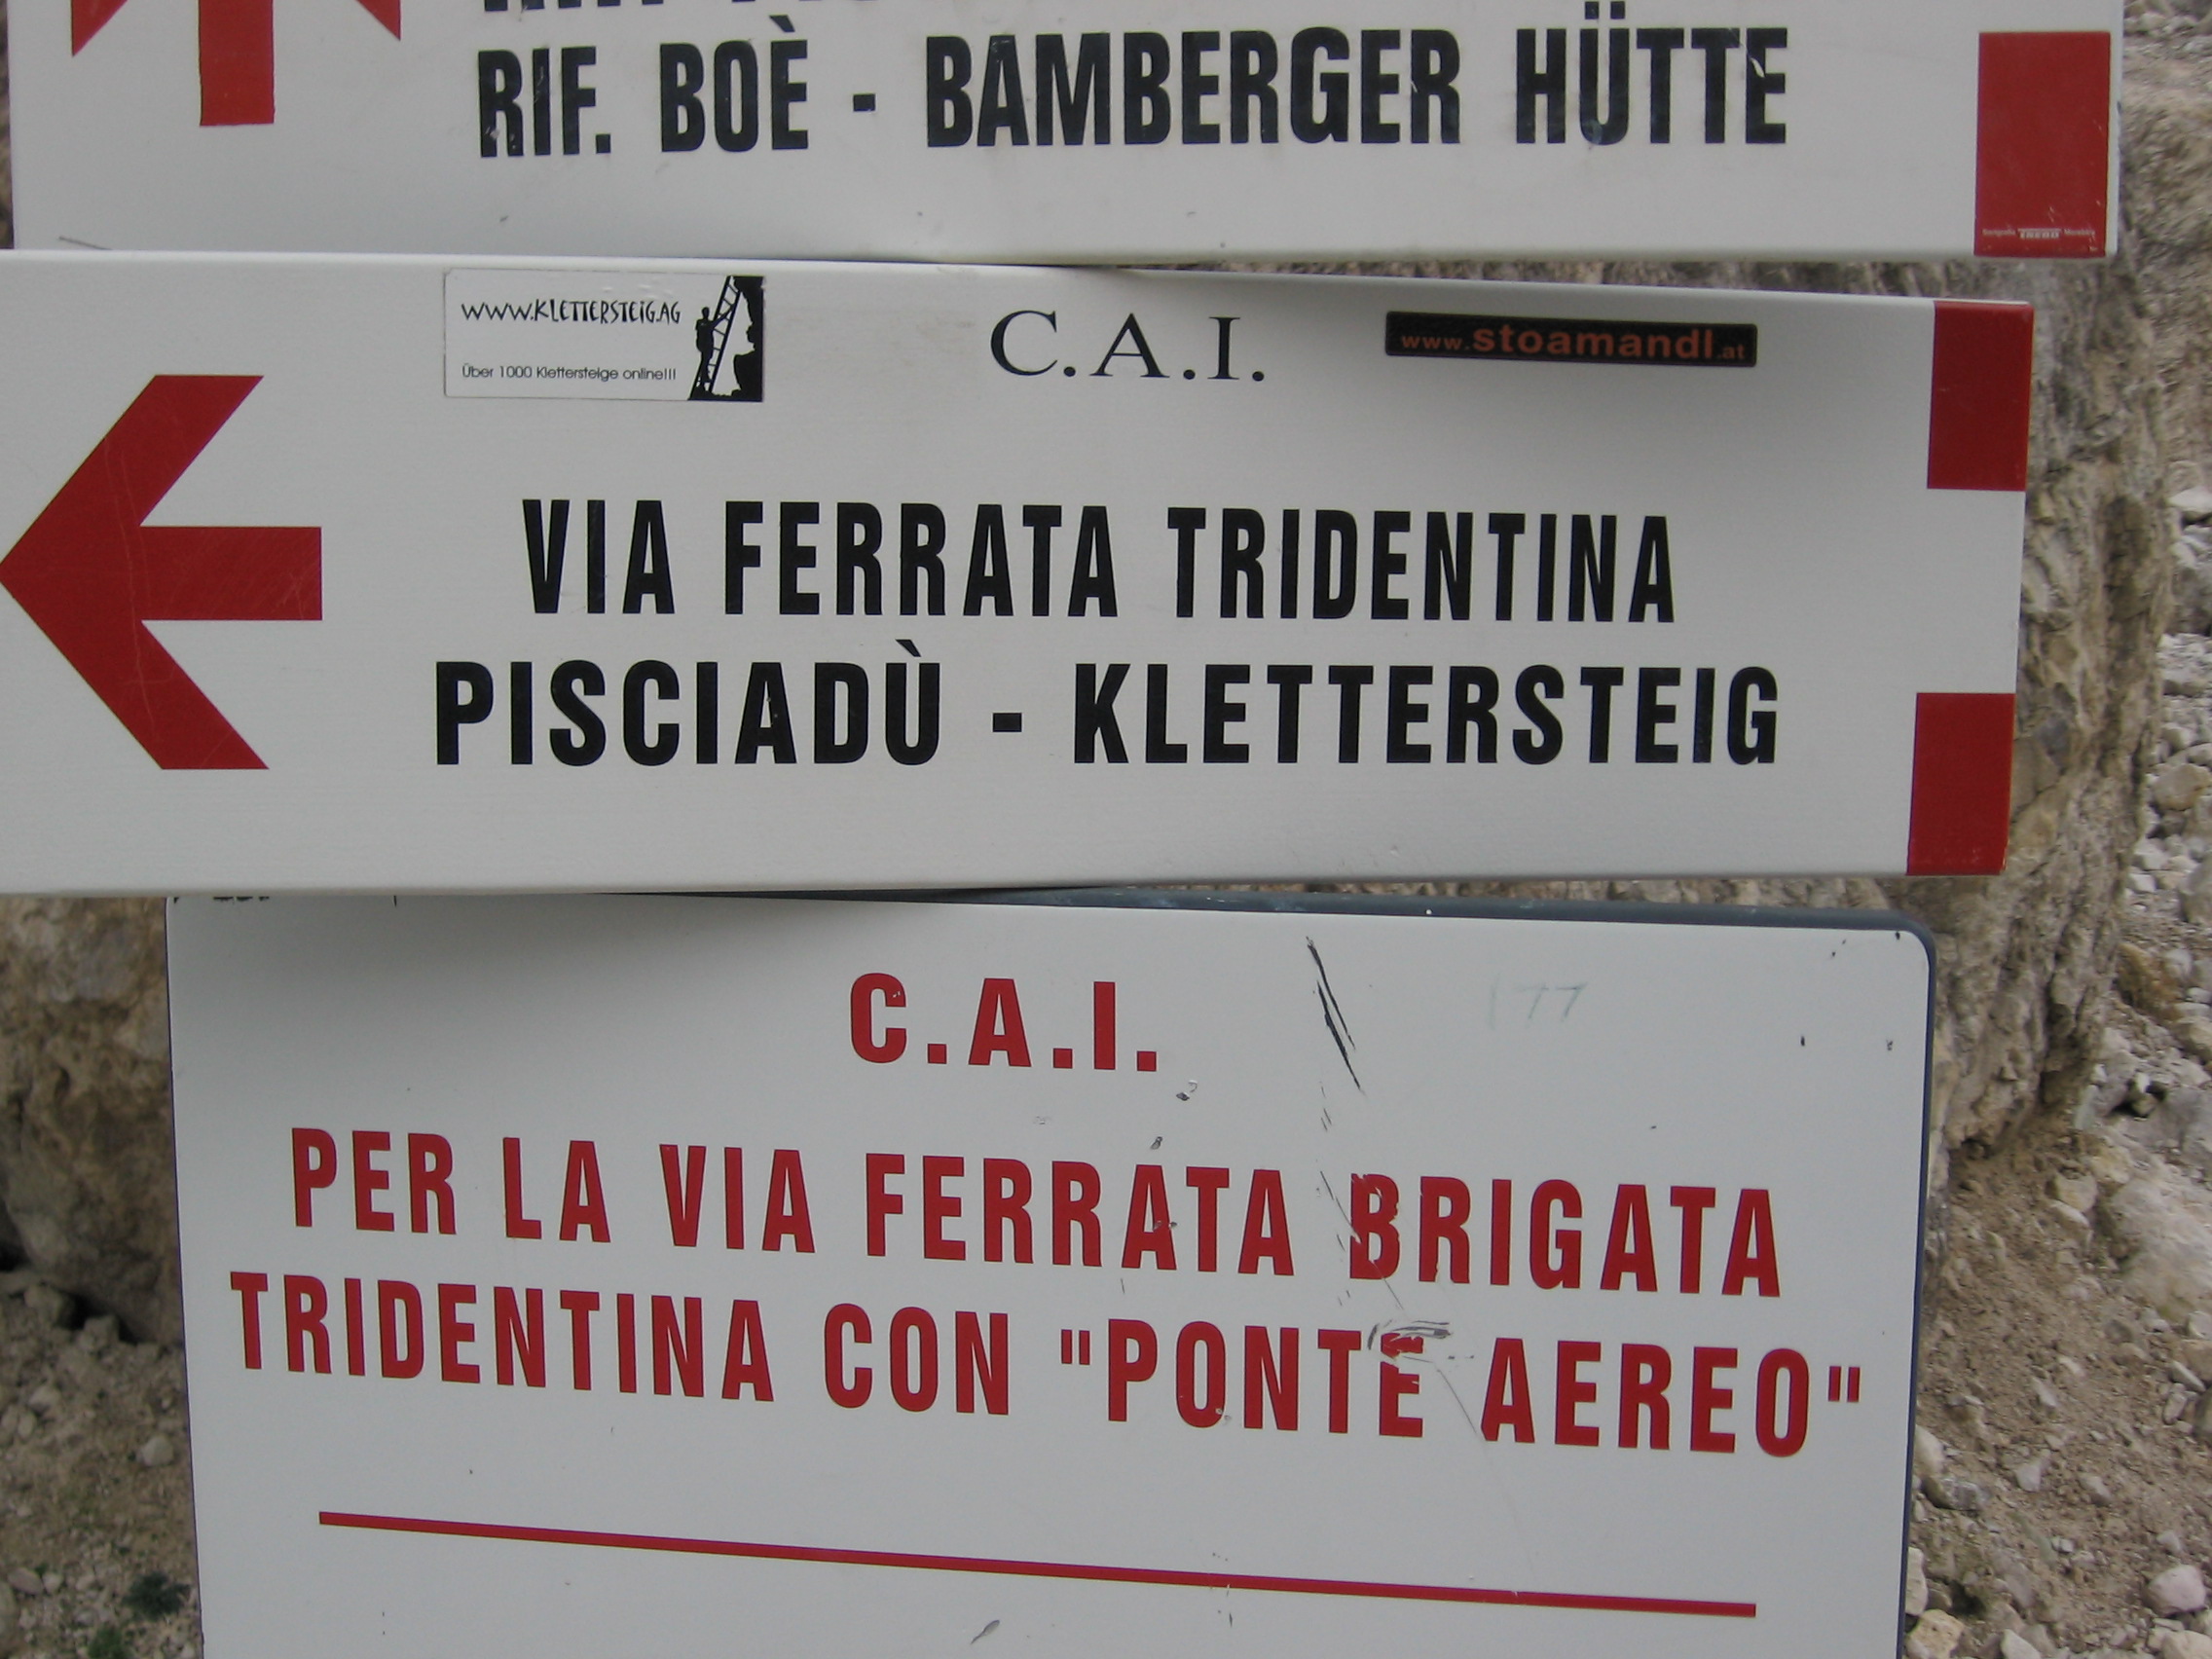 RIF. BOÈ - BAMBERGER HÜTTE
WWW.KLETTERSTEIG.AG
Über 1000 Klettersteige online!!!
C.A.I.
www.stoamandl.at
VIA FERRATA TRIDENTINA
PISCIADÙ - KLETTERSTEIG
C.A.I.
177
PER LA VIA FERRATA BRIGATA
TRIDENTINA CON "PONTE AEREO"